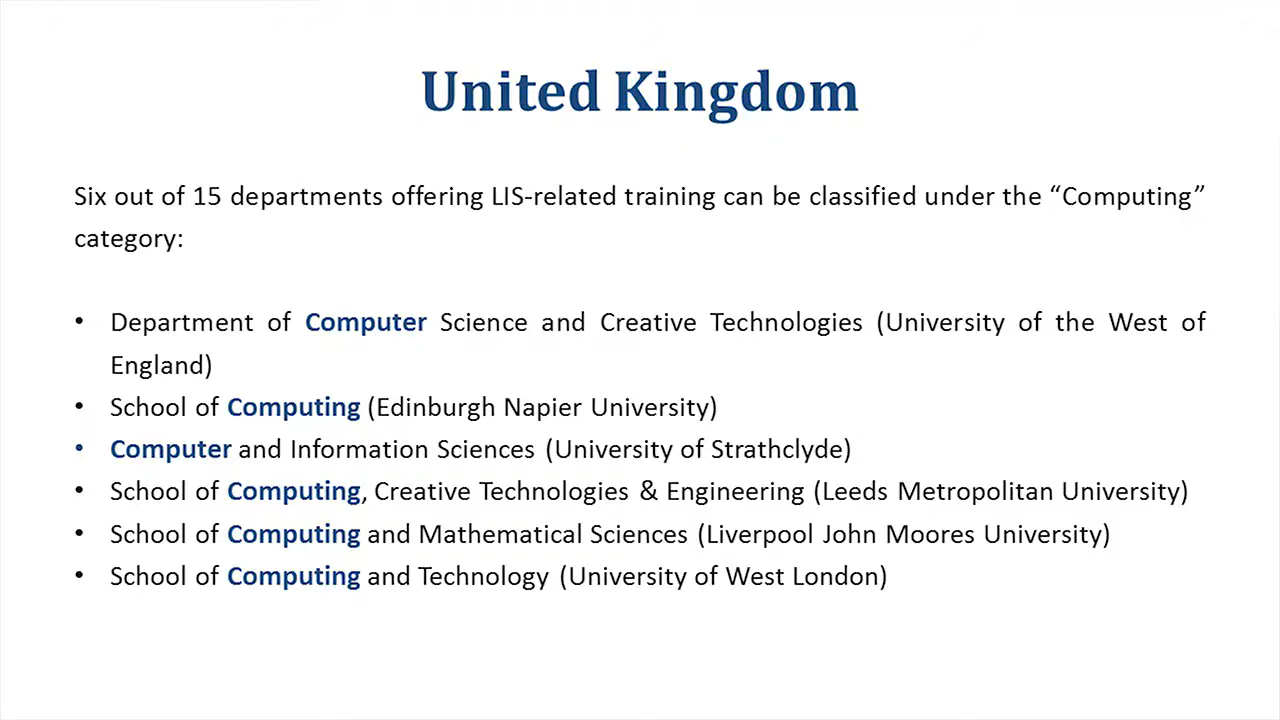 United Kingdom
Six out of 15 departments offering LIS-related training can be classified under the “Computing”
category:
• Department of Computer Science and Creative Technologies (University of the West of
England)
• School of Computing (Edinburgh Napier University)
• Computer and Information Sciences (University of Strathclyde)
• School of Computing, Creative Technologies & Engineering (Leeds Metropolitan University)
• School of Computing and Mathematical Sciences (Liverpool John Moores University)
• School of Computing and Technology (University of West London)